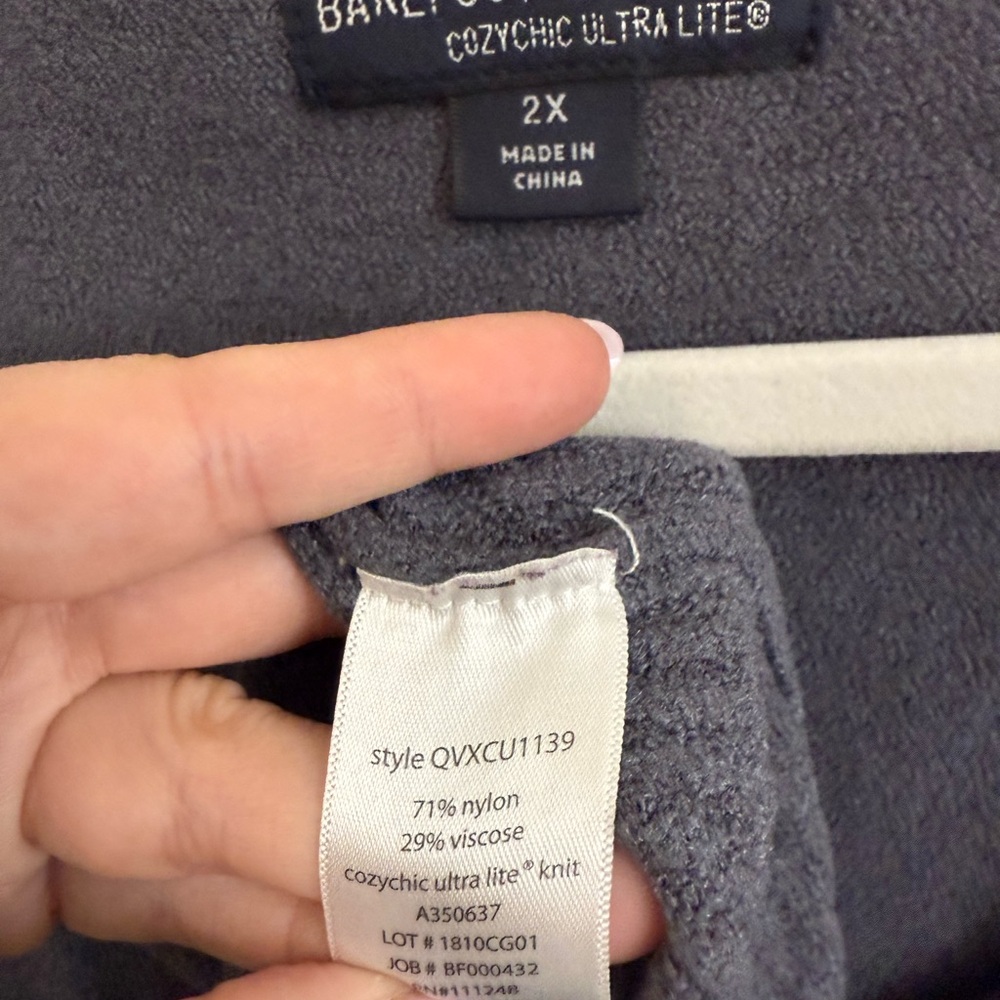 COZYCHIC ULTRA LITE®
2X
MADE IN
CHINA
style QVXCU1139
71% nylon
29% viscose
cozychic ultra lite® knit
A350637
LOT # 1810CG01
JOB # BF000432